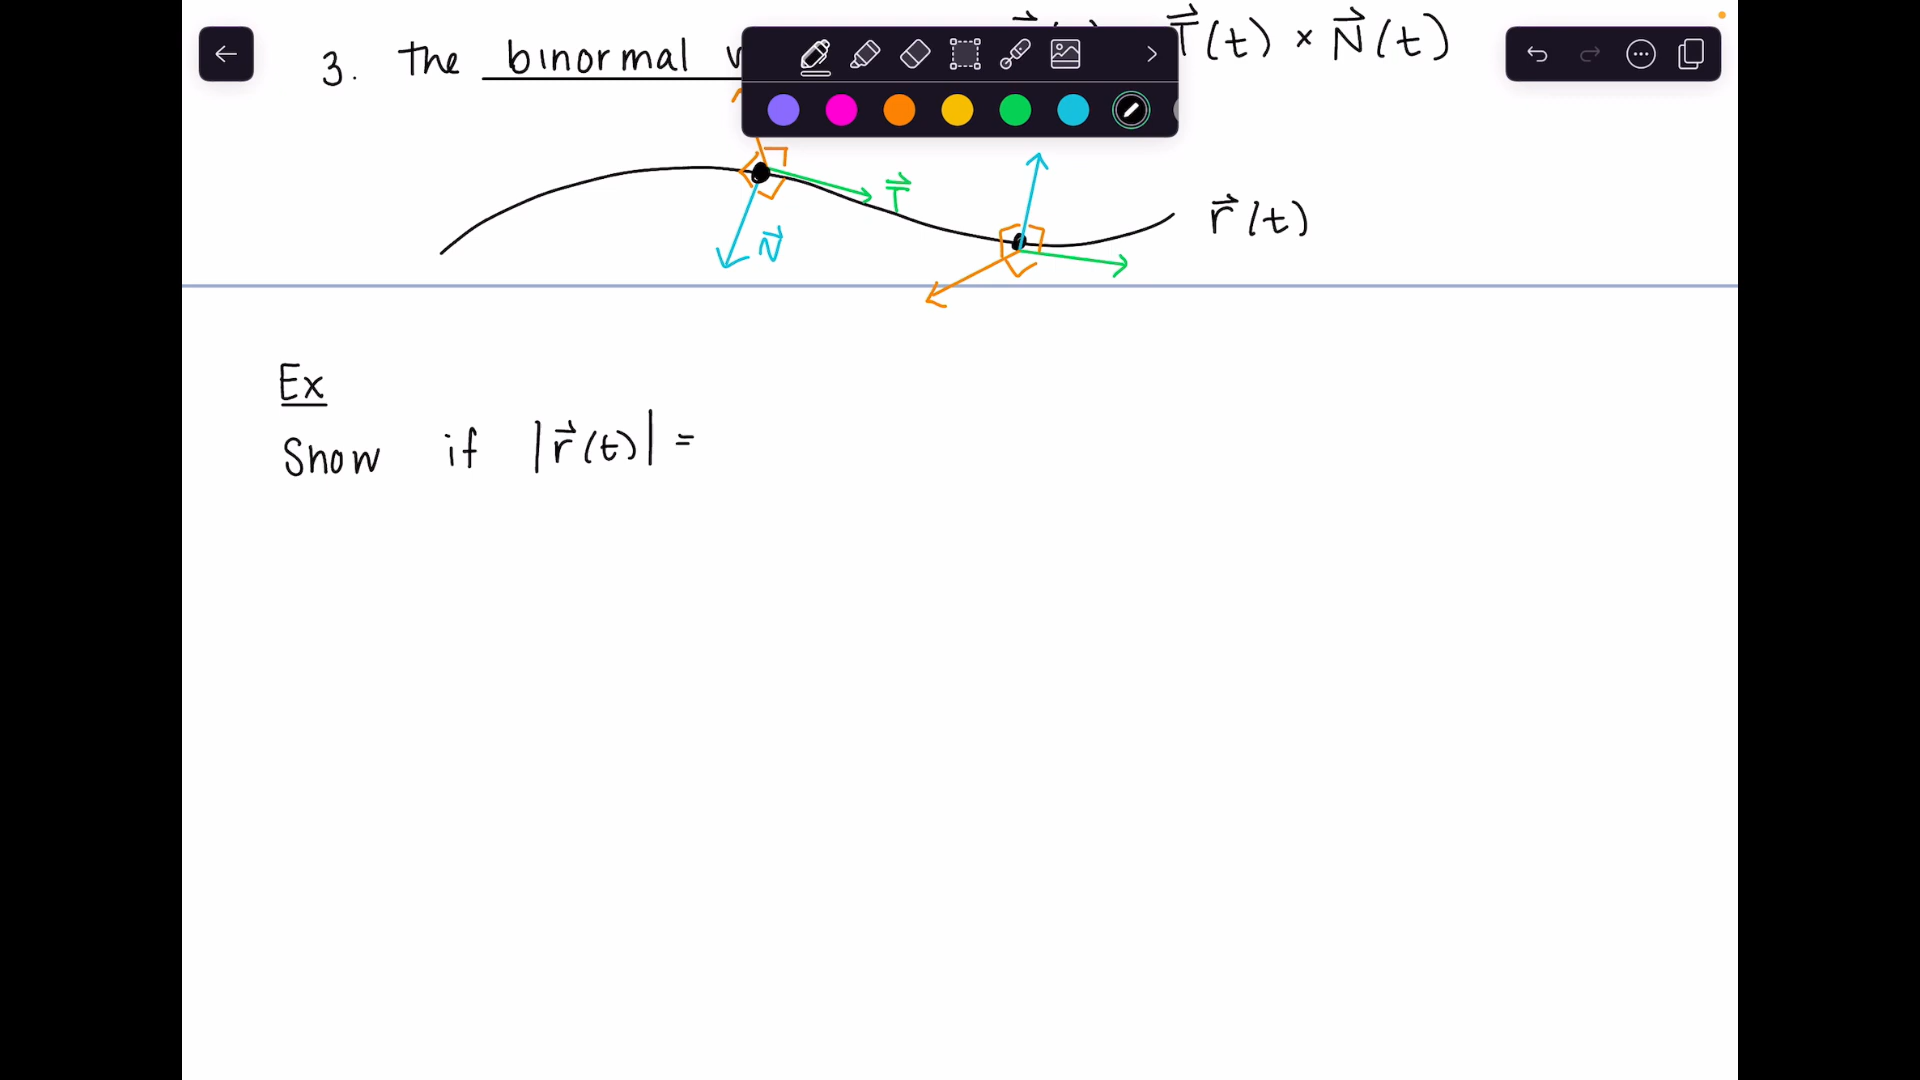 3. The binormal T⃗(t) × N⃗(t)
T⃗
N⃗
r⃗(t)
Ex
Show if |r⃗(t)| =